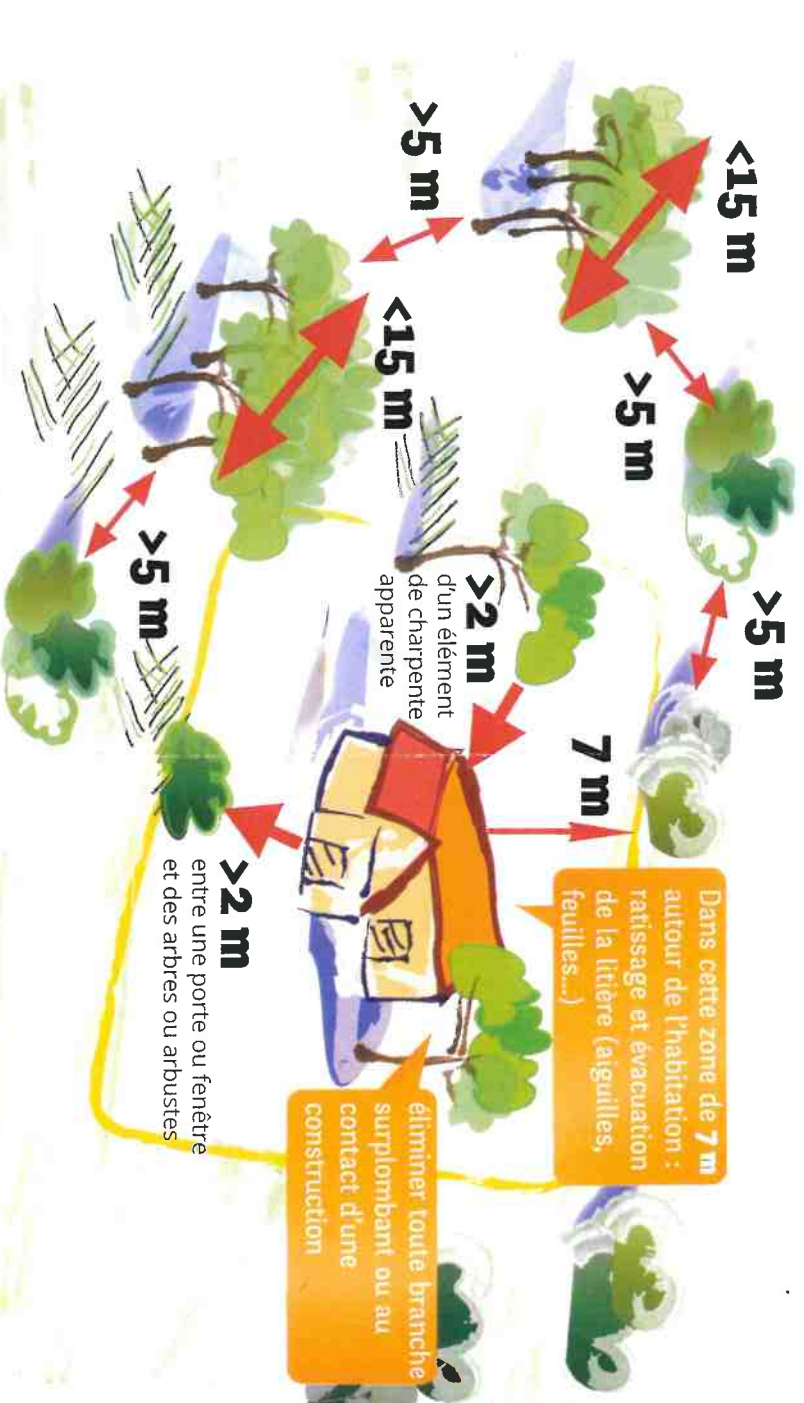 <15 m
>5 m
>5 m
>5 m
<15 m
>5 m
>2 m
d'un élément
de charpente
apparente
7 m
Dans cette zone de 7 m
autour de l'habitation :
ratissage et évacuation
de la litière (aiguilles,
feuilles...)
>2 m
entre une porte ou fenêtre
et des arbres ou arbustes
éliminer toute branche
surplombant ou au
contact d'une
construction